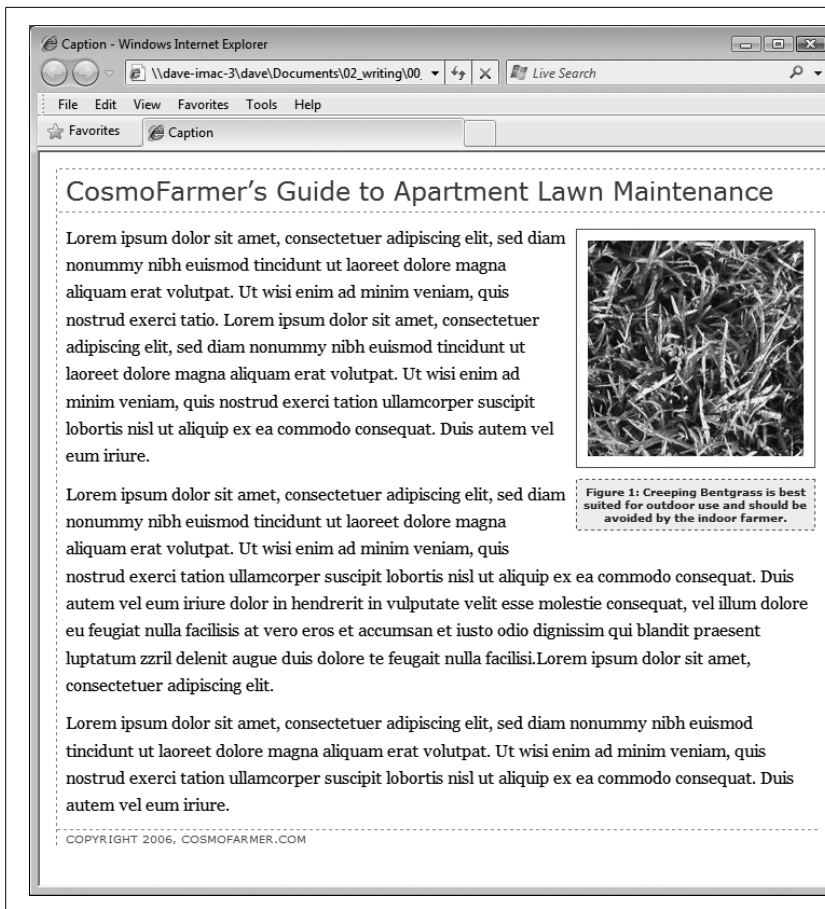 Caption - Windows Internet Explorer
\\dave-imac-3\dave\Documents\02_writing\00_
Live Search
File Edit View Favorites Tools Help
Favorites
Caption
CosmoFarmer’s Guide to Apartment Lawn Maintenance
Lorem ipsum dolor sit amet, consectetuer adipiscing elit, sed diam
nonummy nibh euismod tincidunt ut laoreet dolore magna
aliquam erat volutpat. Ut wisi enim ad minim veniam, quis
nostrud exerci tatio. Lorem ipsum dolor sit amet, consectetuer
adipiscing elit, sed diam nonummy nibh euismod tincidunt ut
laoreet dolore magna aliquam erat volutpat. Ut wisi enim ad
minim veniam, quis nostrud exerci tation ullamcorper suscipit
lobortis nisl ut aliquip ex ea commodo consequat. Duis autem vel
eum iriure.
Figure 1: Creeping Bentgrass is best
suited for outdoor use and should be
avoided by the indoor farmer.
Lorem ipsum dolor sit amet, consectetuer adipiscing elit, sed diam
nonummy nibh euismod tincidunt ut laoreet dolore magna
aliquam erat volutpat. Ut wisi enim ad minim veniam, quis
nostrud exerci tation ullamcorper suscipit lobortis nisl ut aliquip ex ea commodo consequat. Duis
autem vel eum iriure dolor in hendrerit in vulputate velit esse molestie consequat, vel illum dolore
eu feugiat nulla facilisis at vero eros et accumsan et iusto odio dignissim qui blandit praesent
luptatum zzril delenit augue duis dolore te feugait nulla facilisi.Lorem ipsum dolor sit amet,
consectetuer adipiscing elit.
Lorem ipsum dolor sit amet, consectetuer adipiscing elit, sed diam nonummy nibh euismod
tincidunt ut laoreet dolore magna aliquam erat volutpat. Ut wisi enim ad minim veniam, quis
nostrud exerci tation ullamcorper suscipit lobortis nisl ut aliquip ex ea commodo consequat. Duis
autem vel eum iriure.
COPYRIGHT 2006, COSMOFARMER.COM